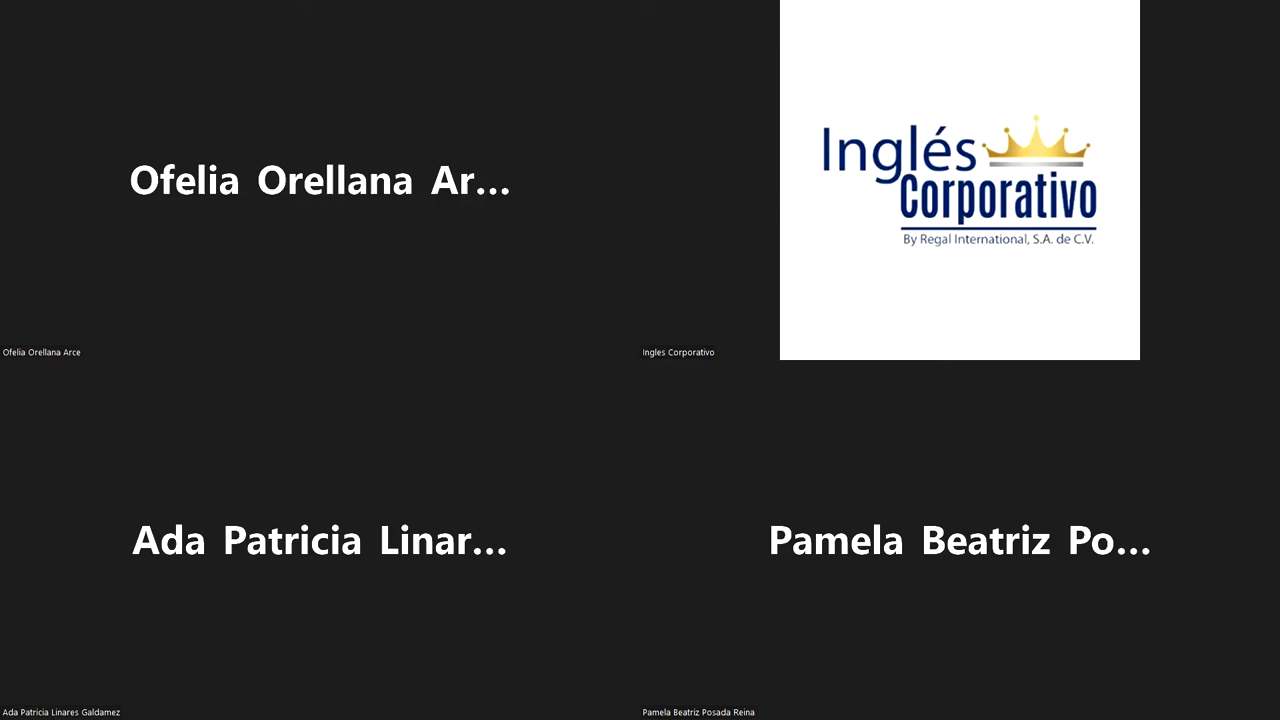 Ofelia Orellana Ar...
Ofelia Orellana Arce
Inglés
Corporativo
By Regal International, S.A. de C.V.
Ingles Corporativo
Ada Patricia Linar...
Ada Patricia Linares Galdamez
Pamela Beatriz Po...
Pamela Beatriz Posada Reina